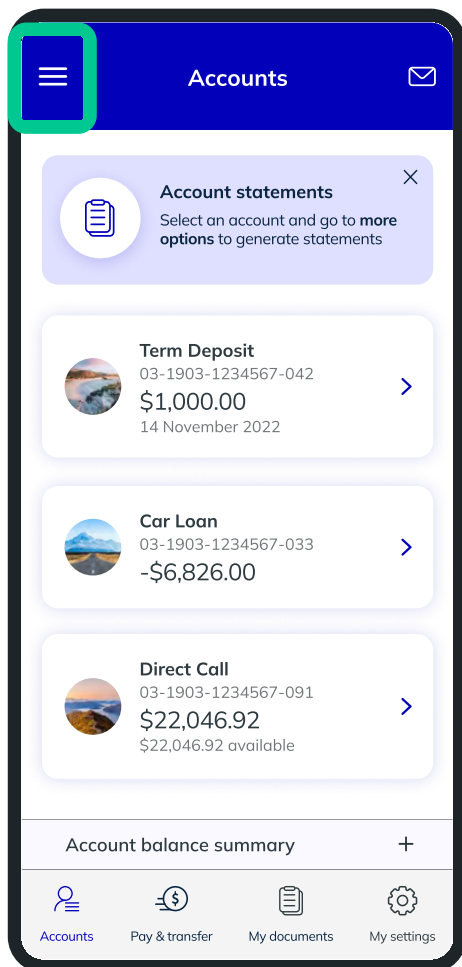 Accounts
Account statements
Select an account and go to more
options to generate statements
Term Deposit
03-1903-1234567-042
$1,000.00
14 November 2022
Car Loan
03-1903-1234567-033
-$6,826.00
Direct Call
03-1903-1234567-091
$22,046.92
$22,046.92 available
Account balance summary +
Accounts Pay & transfer My documents My settings